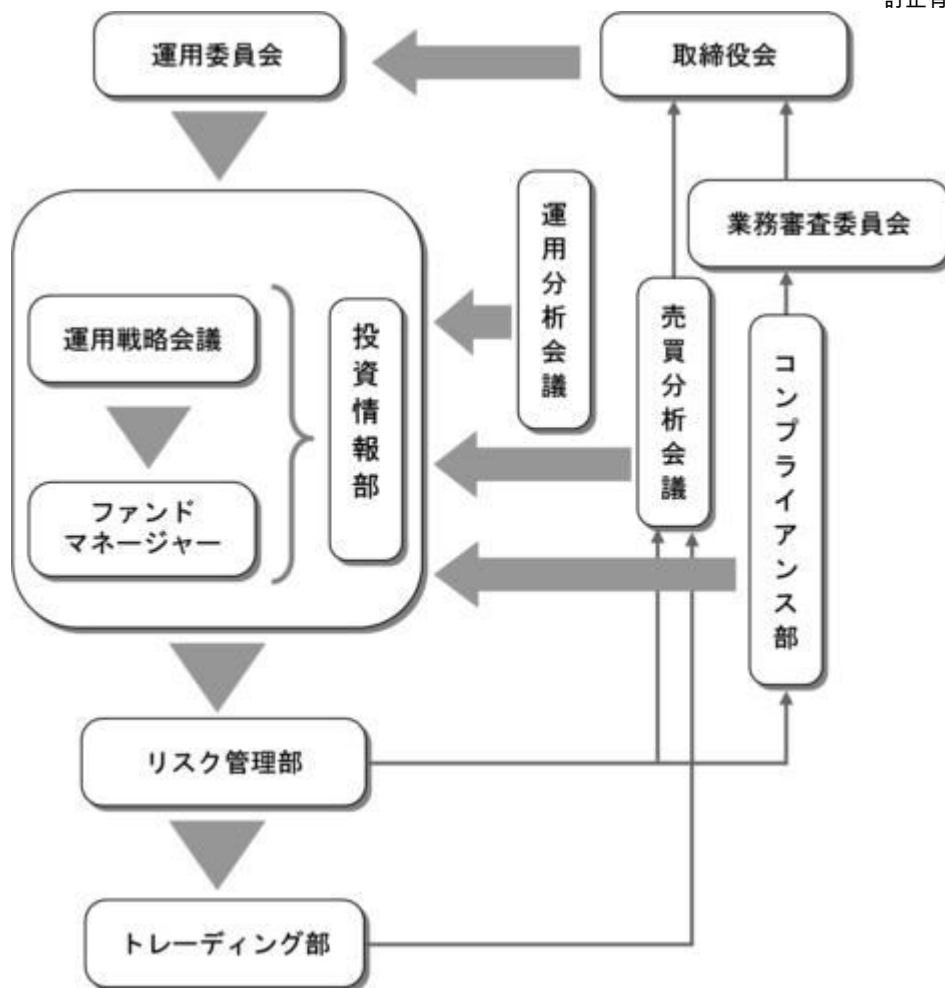 運用委員会
取締役会
業務審査委員会
運用分析会議
売買分析会議
コンプライアンス部
投資情報部
運用戦略会議
ファンド
マネージャー
リスク管理部
トレーディング部